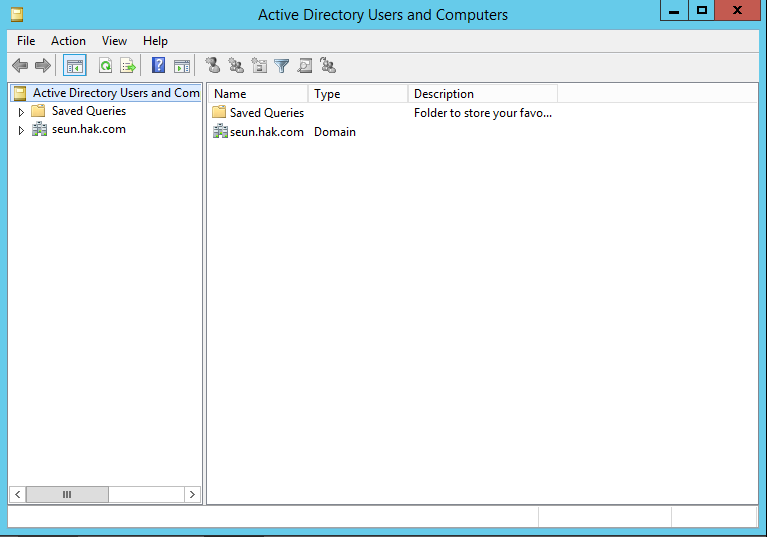 Active Directory Users and Computers
File Action View Help
Active Directory Users and Com
Saved Queries
seun.hak.com
Name Type Description
Saved Queries Folder to store your favo...
seun.hak.com Domain